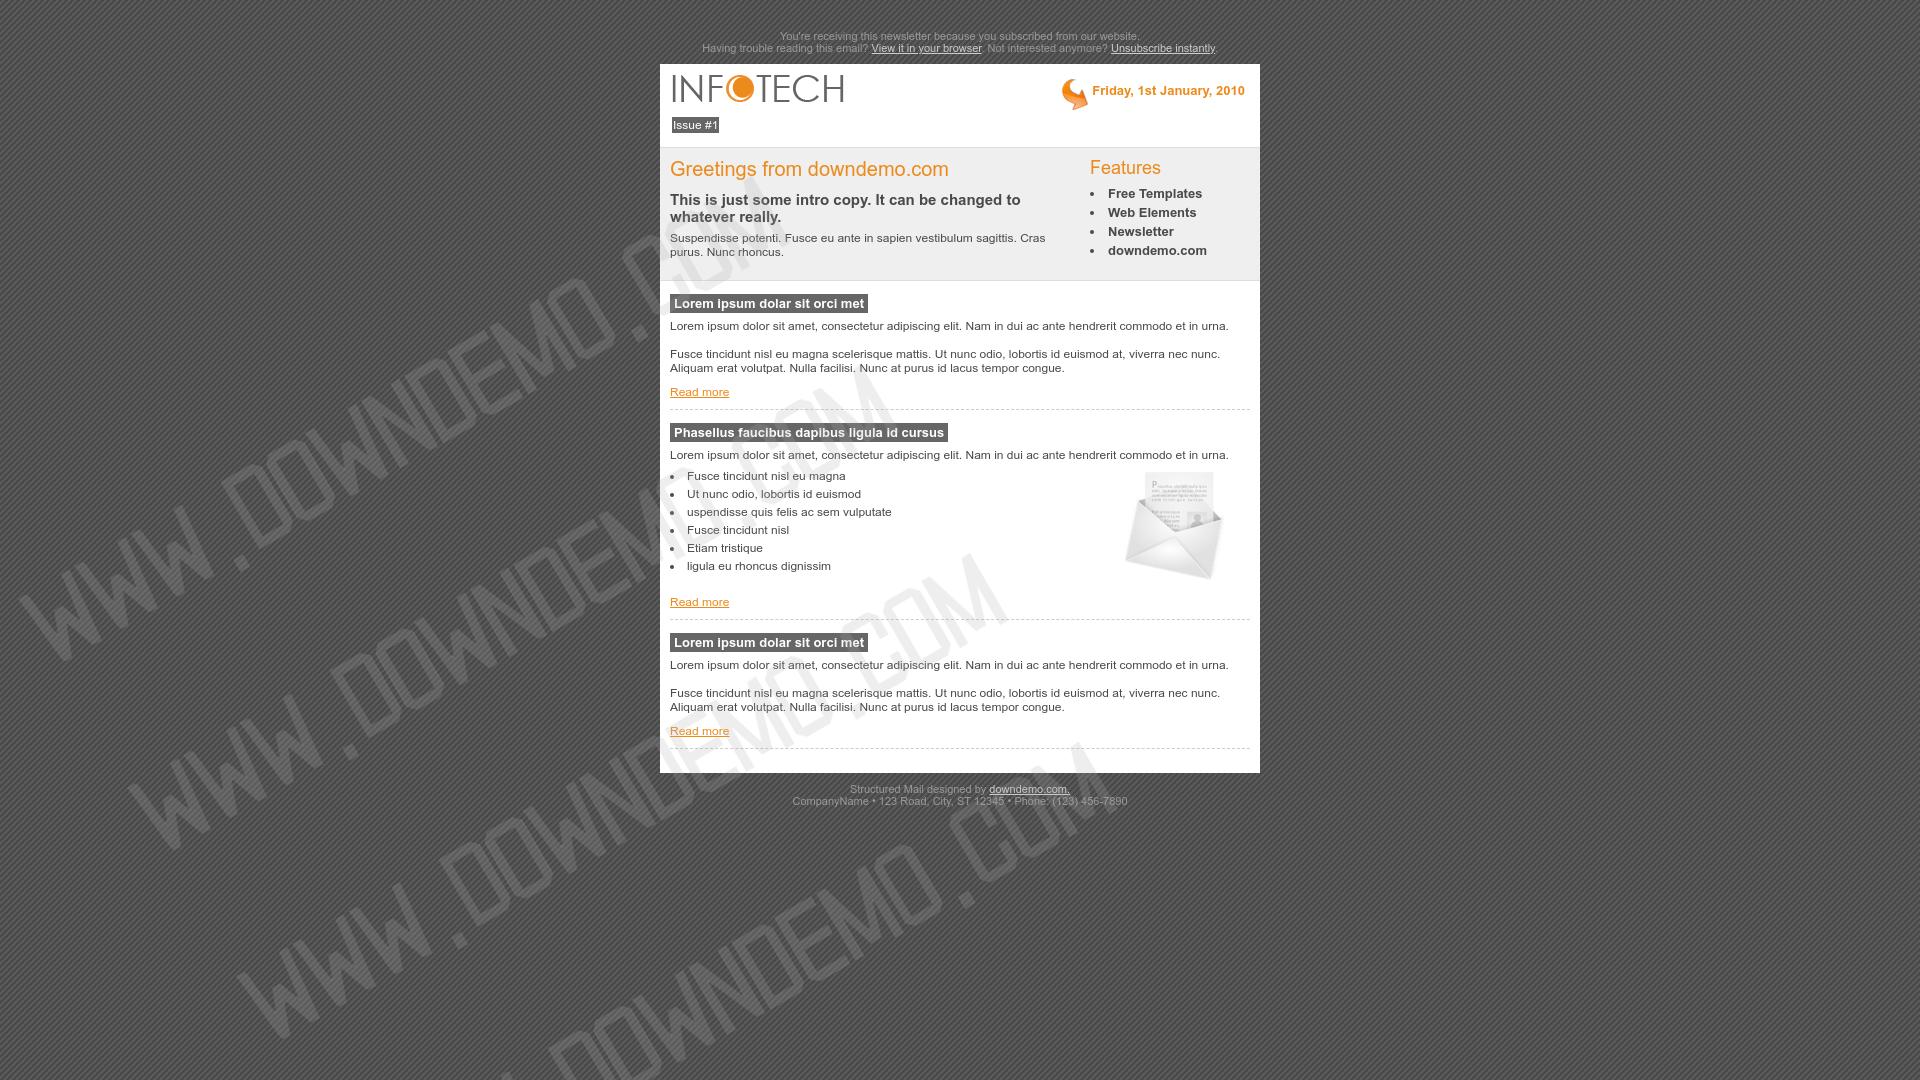 You're receiving this newsletter because you subscribed from our website.
Having trouble reading this email? View it in your browser. Not interested anymore? Unsubscribe instantly.
INFOTECH
Friday, 1st January, 2010
Issue #1
Greetings from downdemo.com
This is just some intro copy. It can be changed to
whatever really.
Suspendisse potenti. Fusce eu ante in sapien vestibulum sagittis. Cras
purus. Nunc rhoncus.
Features
• Free Templates
• Web Elements
• Newsletter
• downdemo.com
Lorem ipsum dolar sit orci met
Lorem ipsum dolor sit amet, consectetur adipiscing elit. Nam in dui ac ante hendrerit commodo et in urna.
Fusce tincidunt nisl eu magna scelerisque mattis. Ut nunc odio, lobortis id euismod at, viverra nec nunc.
Aliquam erat volutpat. Nulla facilisi. Nunc at purus id lacus tempor congue.
Read more
Phasellus faucibus dapibus ligula id cursus
Lorem ipsum dolor sit amet, consectetur adipiscing elit. Nam in dui ac ante hendrerit commodo et in urna.
• Fusce tincidunt nisl eu magna
• Ut nunc odio, lobortis id euismod
• uspendisse quis felis ac sem vulputate
• Fusce tincidunt nisl
• Etiam tristique
• ligula eu rhoncus dignissim
Read more
Lorem ipsum dolar sit orci met
Lorem ipsum dolor sit amet, consectetur adipiscing elit. Nam in dui ac ante hendrerit commodo et in urna.
Fusce tincidunt nisl eu magna scelerisque mattis. Ut nunc odio, lobortis id euismod at, viverra nec nunc.
Aliquam erat volutpat. Nulla facilisi. Nunc at purus id lacus tempor congue.
Read more
Structured Mail designed by downdemo.com.
CompanyName • 123 Road, City, ST 12345 • Phone: (123) 456-7890
WWW.DOWNDEMO.COM
WWW.DOWNDEMO.COM
WWW.DOWNDEMO.COM
DOWNDEMO.COM